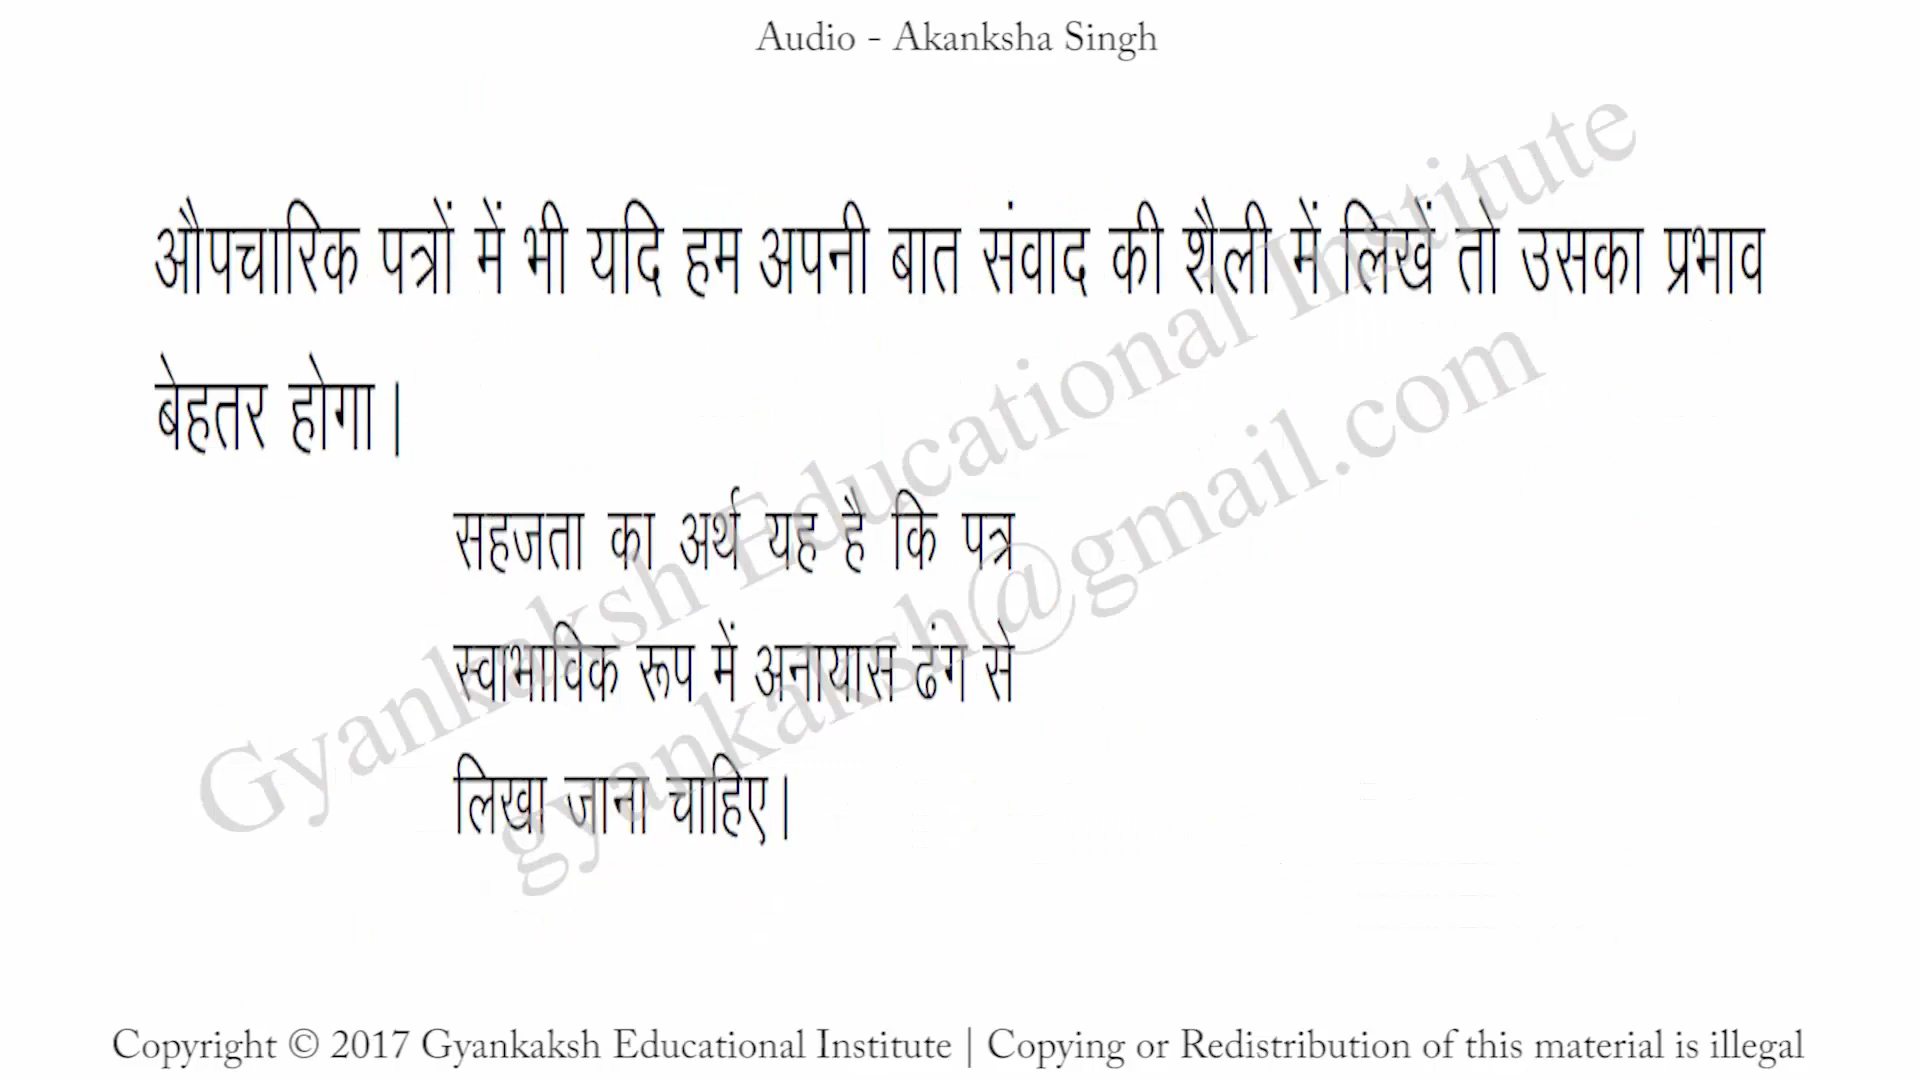 Audio - Akanksha Singh
औपचारिक पत्रों में भी यदि हम अपनी बात संवाद की शैली में लिखें तो उसका प्रभाव
बेहतर होगा।
सहजता का अर्थ यह है कि पत्र
स्वाभाविक रूप में अनायास ढंग से
लिखा जाना चाहिए।
Gyankaksh Educational Institute
gyankaksh@gmail.com
Copyright © 2017 Gyankaksh Educational Institute | Copying or Redistribution of this material is illegal